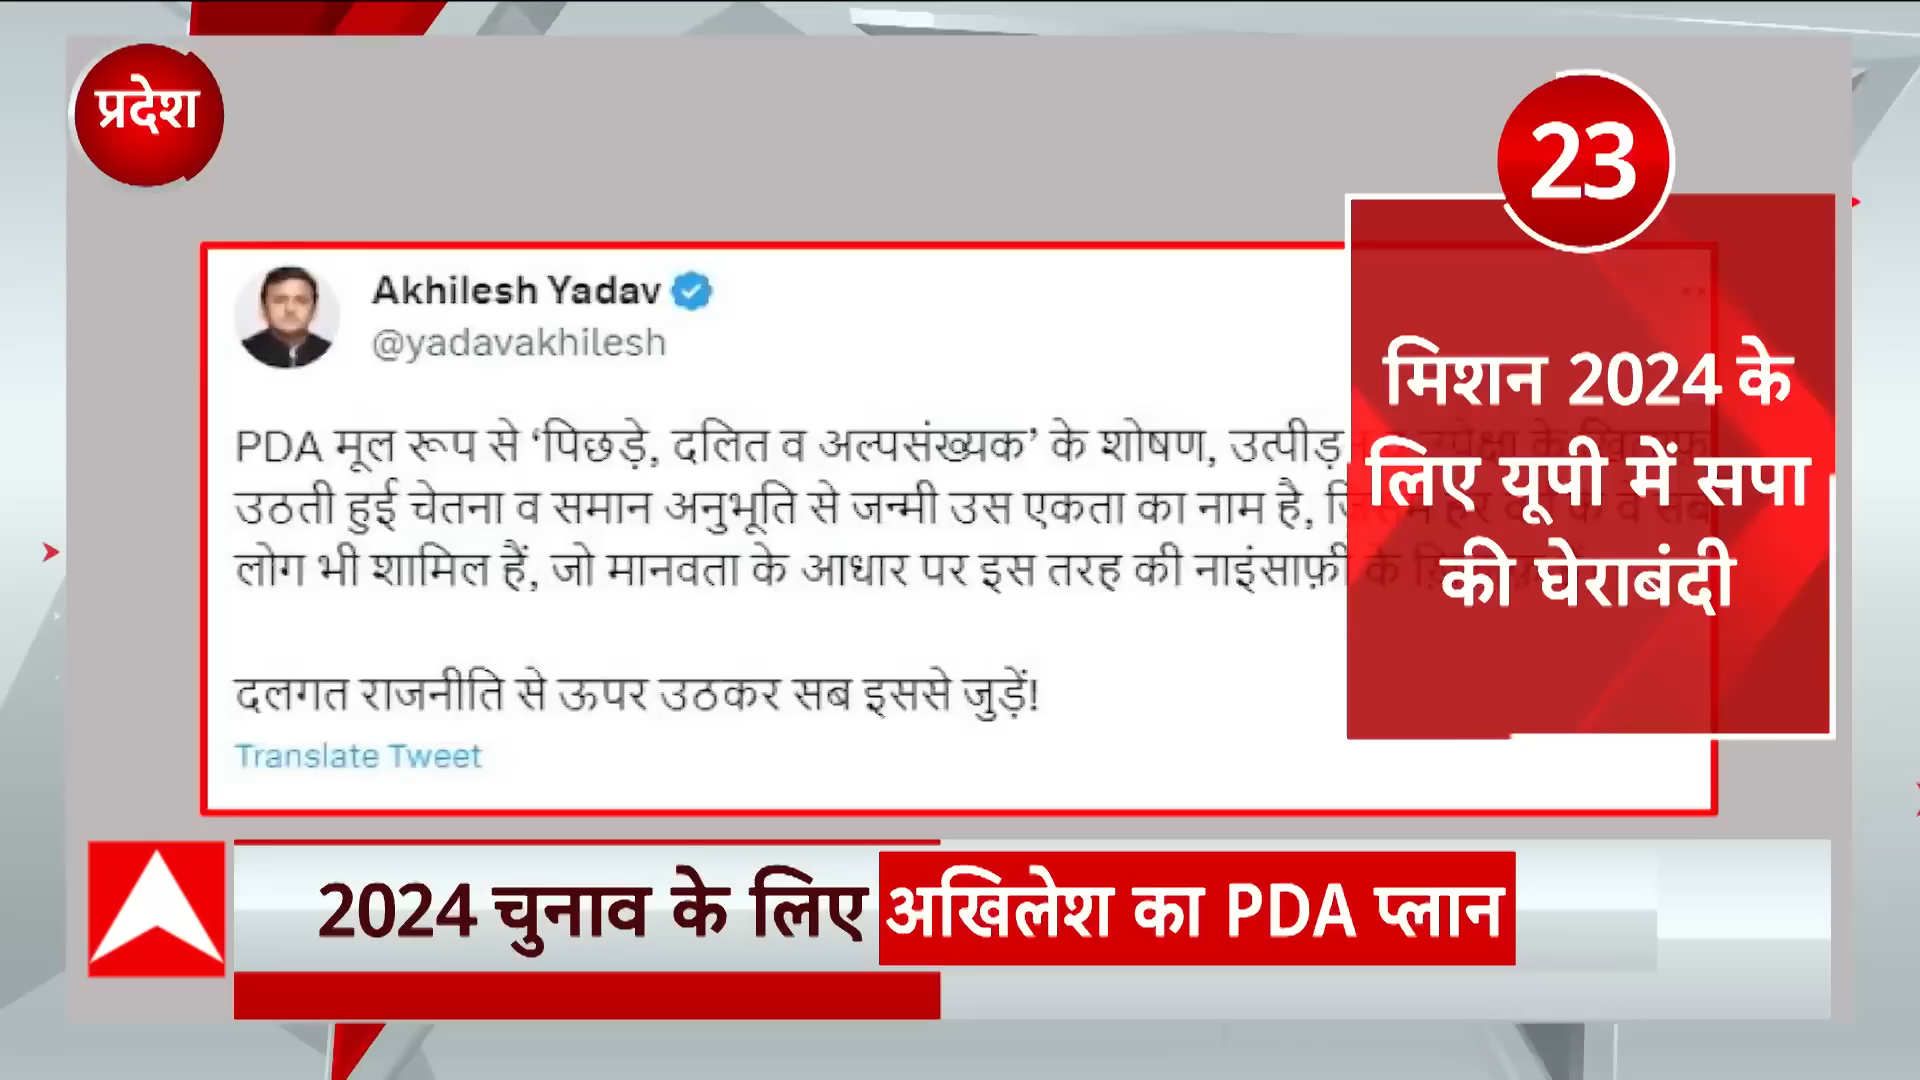 प्रदेश
23
Akhilesh Yadav
@yadavakhilesh
PDA मूल रूप से ‘पिछड़े, दलित व अल्पसंख्यक’ के शोषण, उत्पीड़
उठती हुई चेतना व समान अनुभूति से जन्मी उस एकता का नाम है,
लोग भी शामिल हैं, जो मानवता के आधार पर इस तरह की नाइंसाफ़ी के
दलगत राजनीति से ऊपर उठकर सब इससे जुड़ें!
Translate Tweet
मिशन 2024 के
लिए यूपी में सपा
की घेराबंदी
2024 चुनाव के लिए अखिलेश का PDA प्लान